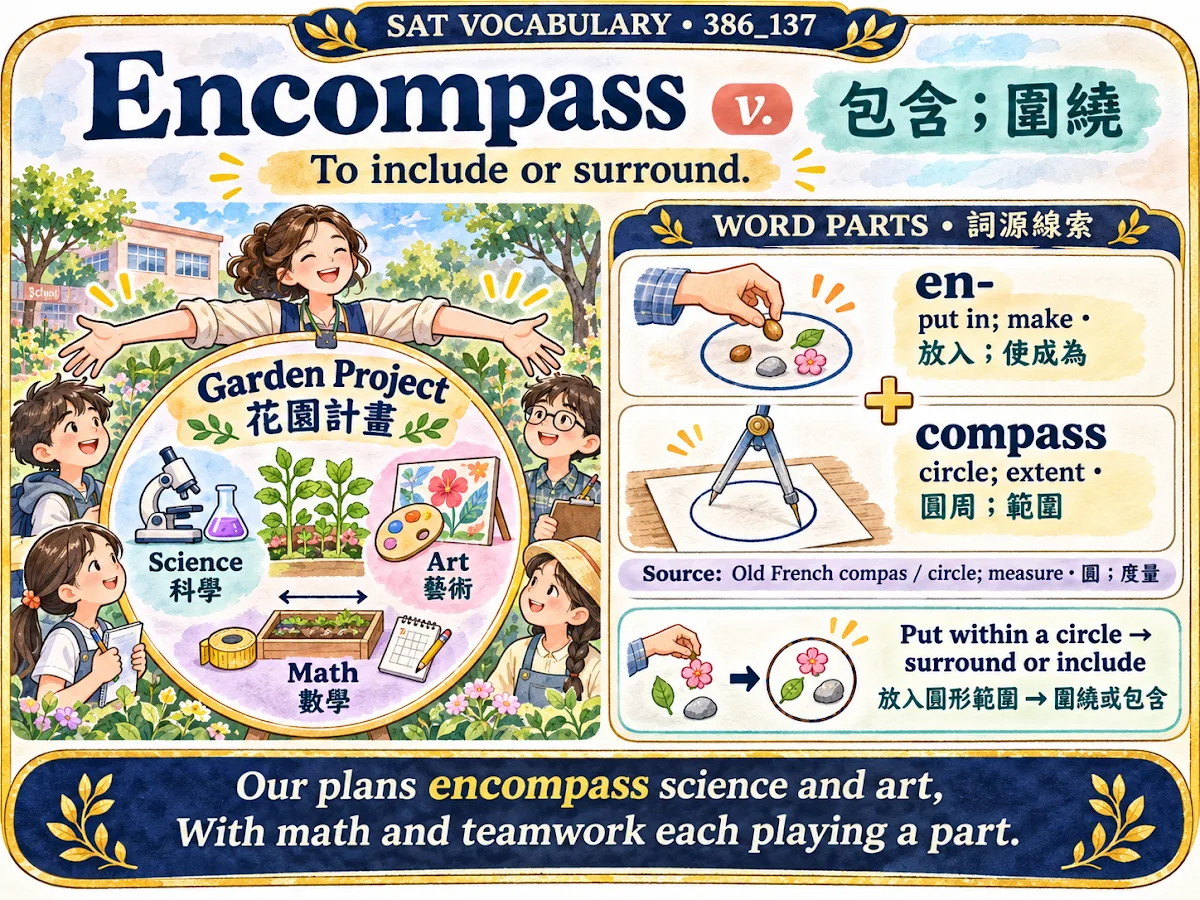 SAT VOCABULARY • 386_137
Encompass v. 包含；圍繞
To include or surround.
School
Garden Project
花園計畫
Science
科學
Art
藝術
Math
數學
WORD PARTS • 詞源線索
en-
put in; make •
放入；使成為
+
compass
circle; extent •
圓周；範圍
Source: Old French compas / circle; measure • 圓；度量
Put within a circle →
surround or include
放入圓形範圍 → 圍繞或包含
Our plans encompass science and art,
With math and teamwork each playing a part.